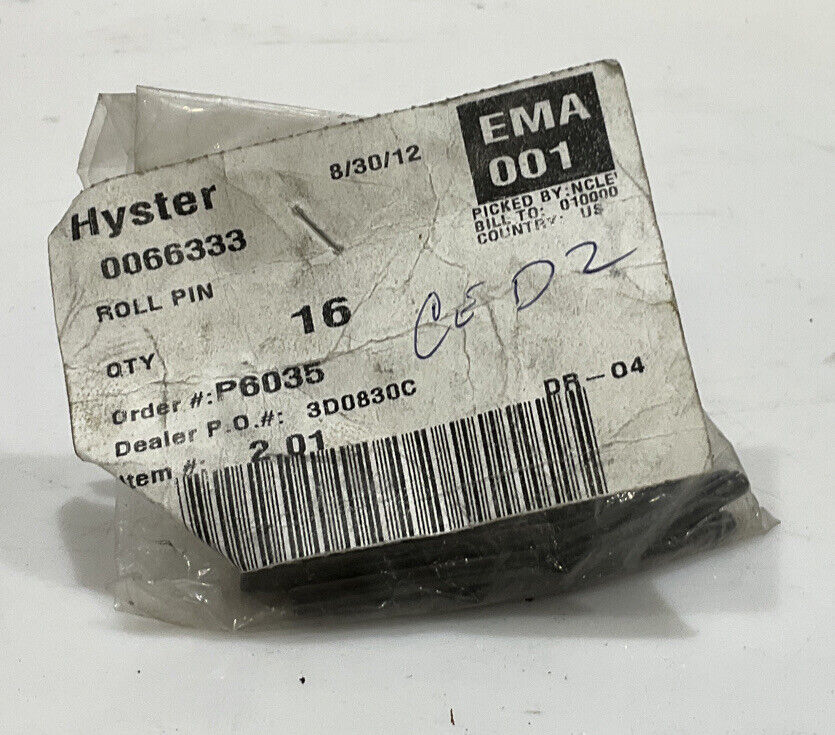 Hyster
8/30/12
EMA
001
0066333
PICKED BY:NCLE
BILL TO: 010000
COUNTRY: US
ROLL PIN
CE D 2
QTY 16
Order #:P6035
Dealer P.O.#: 3D0830C
DR-04
Item #: 2.01